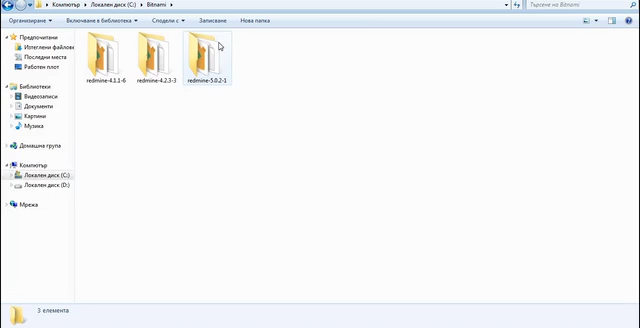 Компютър ▸ Локален диск (C:) ▸ Bitnami ▸
Търсене на Bitnami
Организиране Включване в библиотека Сподели с Записване Нова папка
Предпочитани
Изтеглени файлове
Последни места
Работен плот
Библиотеки
Видеозаписи
Документи
Картини
Музика
Домашна група
Компютър
Локален диск (C:)
Локален диск (D:)
Мрежа
redmine-4.1.1-6
redmine-4.2.3-3
redmine-5.0.2-1
3 елемента